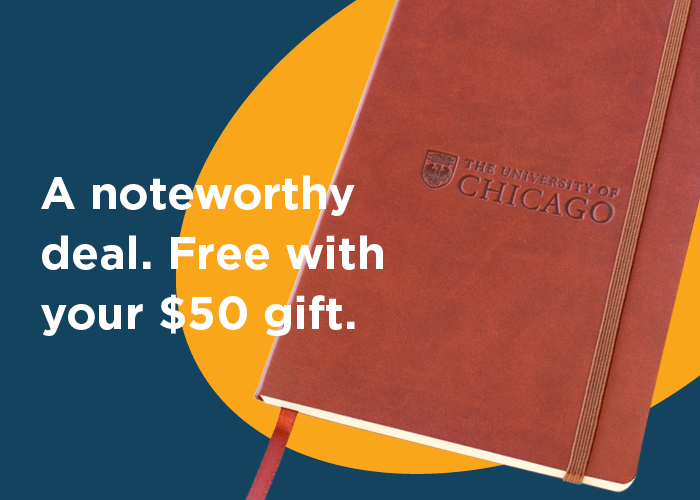 A noteworthy
deal. Free with
your $50 gift.
THE UNIVERSITY OF
CHICAGO